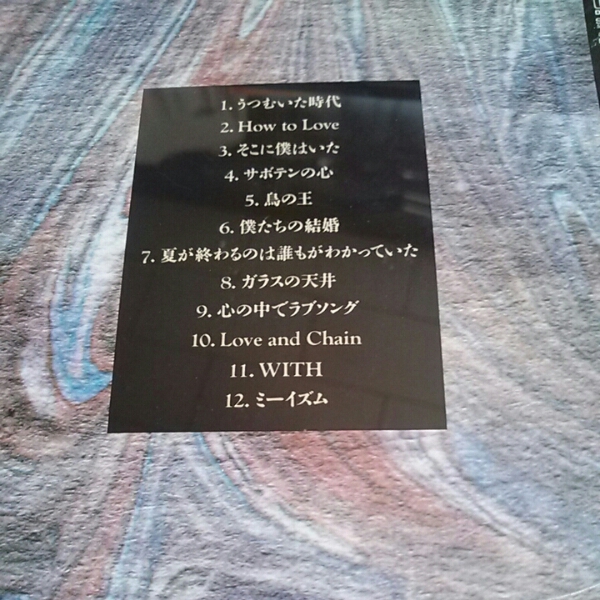 1. うつむいた時代
2. How to Love
3. そこに僕はいた
4. サボテンの心
5. 鳥の王
6. 僕たちの結婚
7. 夏が終わるのは誰もがわかっていた
8. ガラスの天井
9. 心の中でラブソング
10. Love and Chain
11. WITH
12. ミーイズム